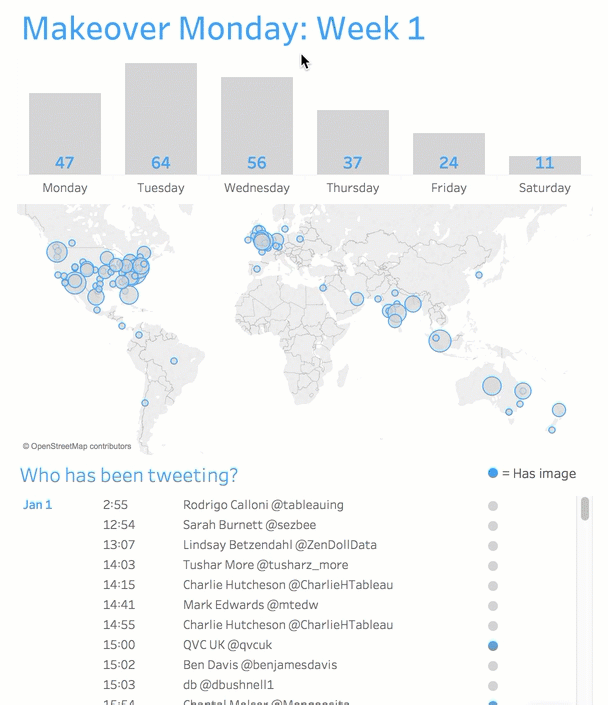 Makeover Monday: Week 1
47 64 56 37 24 11
Monday Tuesday Wednesday Thursday Friday Saturday
© OpenStreetMap contributors
Who has been tweeting? = Has image
Jan 1 2:55 Rodrigo Calloni @tableauing
12:54 Sarah Burnett @sezbee
13:07 Lindsay Betzendahl @ZenDollData
14:03 Tushar More @tusharz_more
14:15 Charlie Hutcheson @CharlieHTableau
14:41 Mark Edwards @mtedw
14:55 Charlie Hutcheson @CharlieHTableau
15:00 QVC UK @qvcuk
15:02 Ben Davis @benjamesdavis
15:03 db @dbushnell1
15:54 Chantal